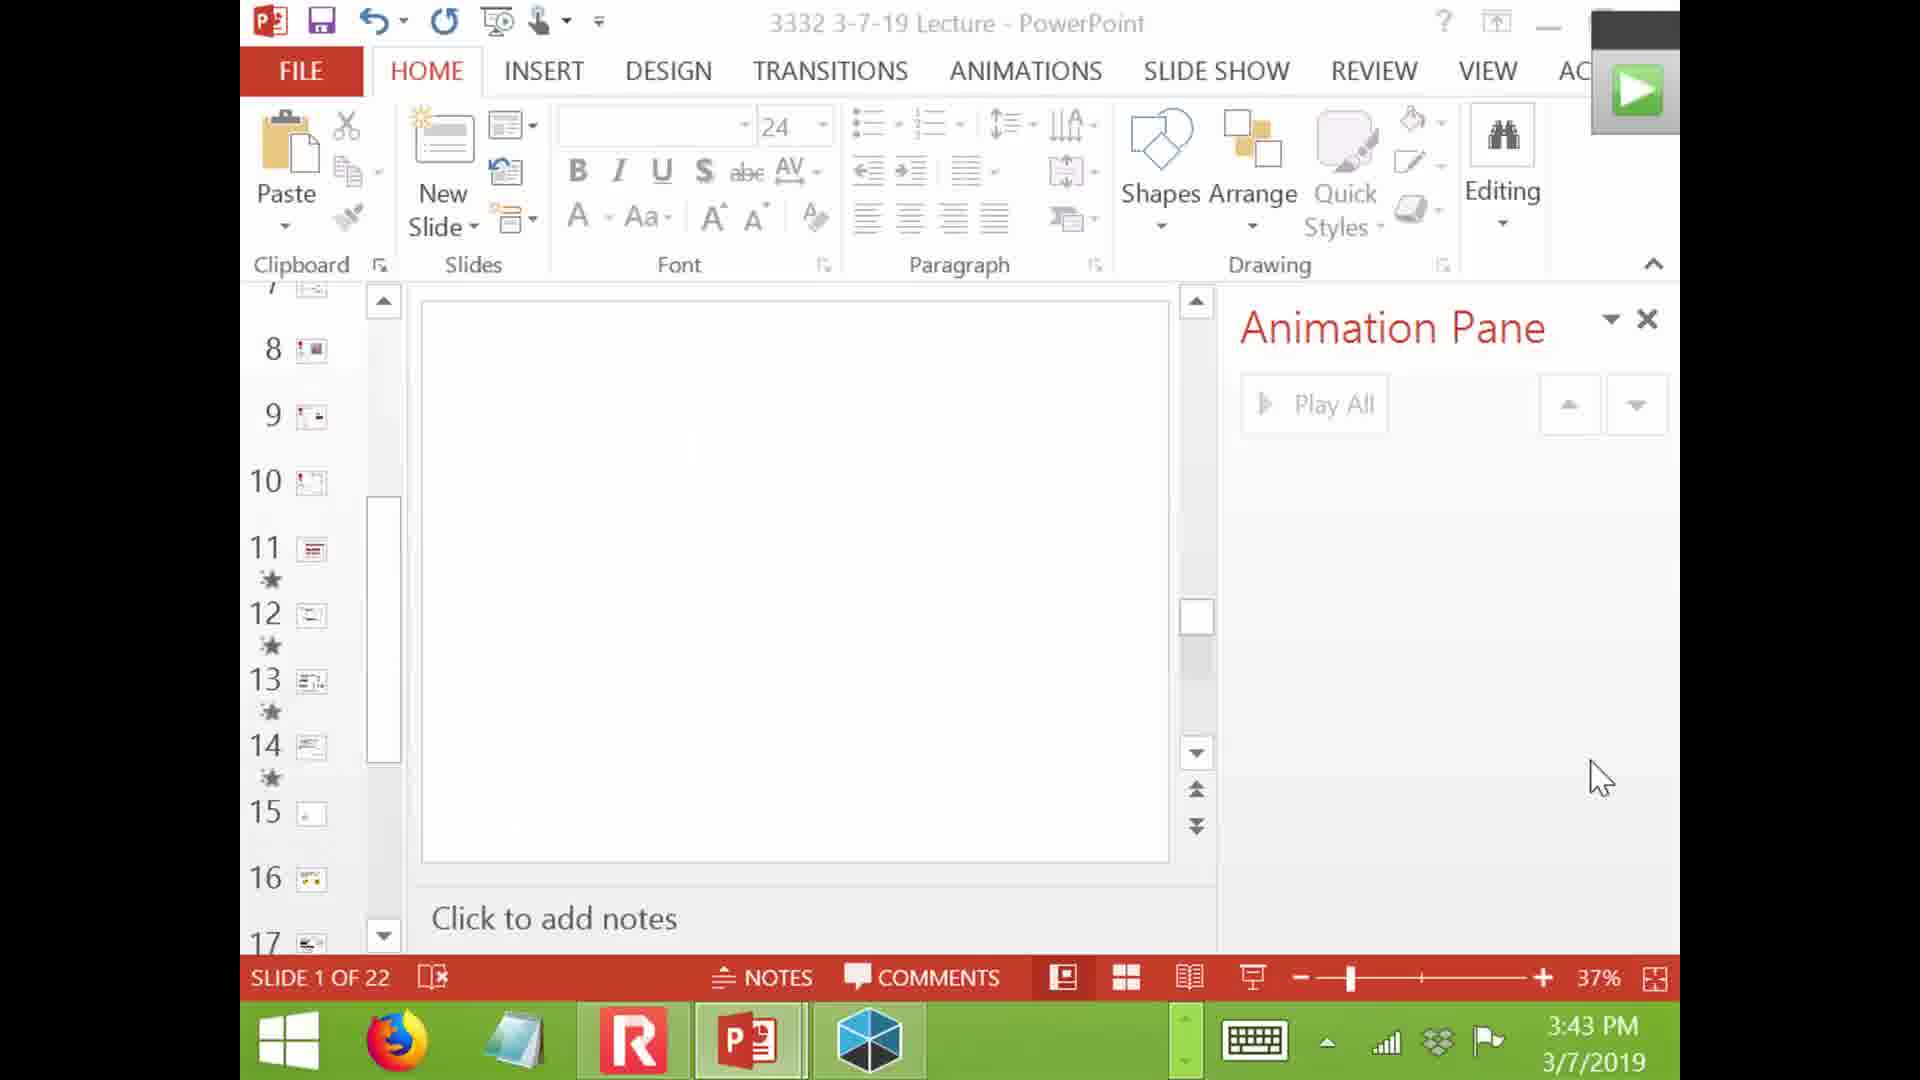 3332 3-7-19 Lecture - PowerPoint
?
FILE HOME INSERT DESIGN TRANSITIONS ANIMATIONS SLIDE SHOW REVIEW VIEW AC
24
Paste
New
Slide
B I U S abc AV
A Aa A A
Shapes Arrange Quick
Styles
Editing
Clipboard Slides Font Paragraph Drawing
7
8
9
10
11
12
13
14
15
16
17
Animation Pane
Play All
Click to add notes
SLIDE 1 OF 22 NOTES COMMENTS 37%
3:43 PM
3/7/2019